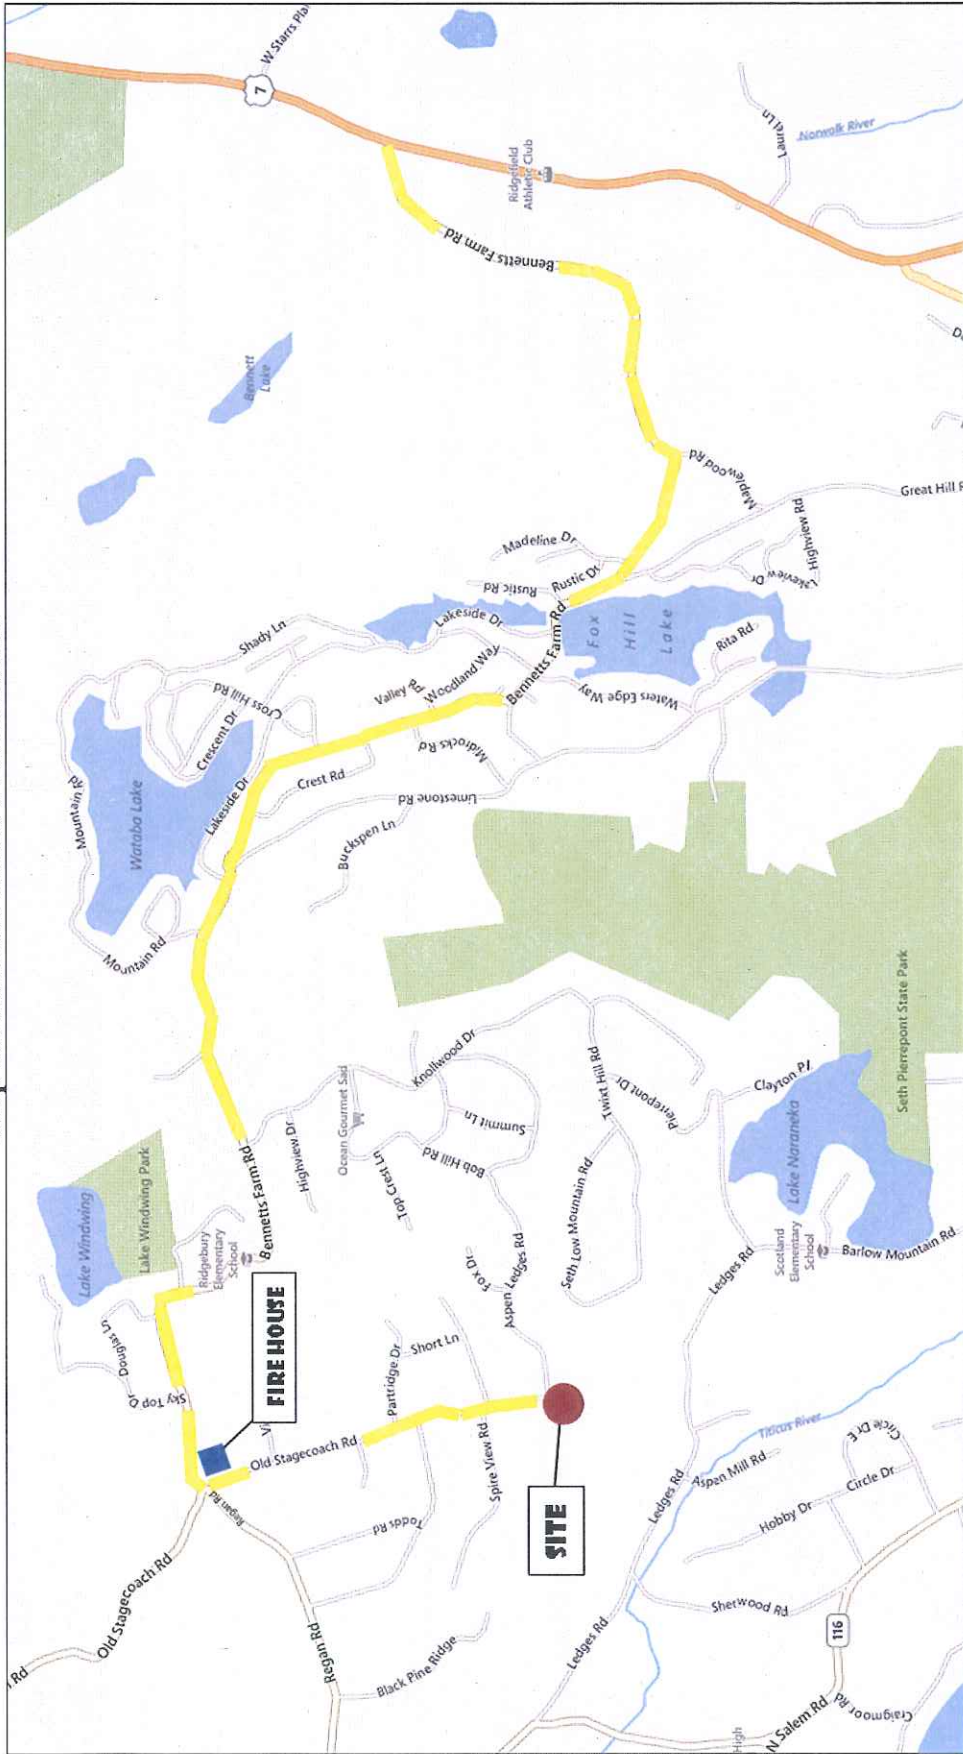 W Starrs Pla
7
Laurel Ln
Norwalk River
Ridgefield
Athletic Club
Bennetts Farm Rd
Bennett
Lake
Maplewood Rd
Great Hill R
Highview Rd
Lakeview Dr
Madeline Dr
Rustic Dr
Rustic Rd
Lakeside Dr
Bennetts Farm Rd
Fox
Hill
Lake
Rita Rd
Waters Edge Way
Woodland Way
Valley Rd
Shady Ln
Cross Hill Rd
Crescent Dr
Lakeside Dr
Mountain Rd
Wataba Lake
Mountain Rd
Midrocks Rd
Crest Rd
Limestone Rd
Buckspen Ln
Seth Pierrepont State Park
Knollwood Dr
Ocean Gourmet Sad
Highview Dr
Summit Ln
Bob Hill Rd
Top Crest Ln
Twixt Hill Rd
Pierrepont Dr
Clayton Pl
Lake Naraneka
Seth Low Mountain Rd
Scotland
Elementary
School
Barlow Mountain Rd
Ledges Rd
Aspen Ledges Rd
Fox Dr
Bennetts Farm Rd
Ridgebury
Elementary
School
Lake Windwing Park
Lake Windwing
Douglas Ln
Sky Top Dr
FIRE HOUSE
Vi
Partridge Dr
Short Ln
Old Stagecoach Rd
Spire View Rd
SITE
Todds Rd
Regan Rd
Old Stagecoach Rd
Regan Rd
Black Pine Ridge
Ledges Rd
Ledges Rd
Titicus River
Aspen Mill Rd
Circle Dr E
Circle Dr
Hobby Dr
Sherwood Rd
116
N Salem Rd
Craigmoor Rd
High